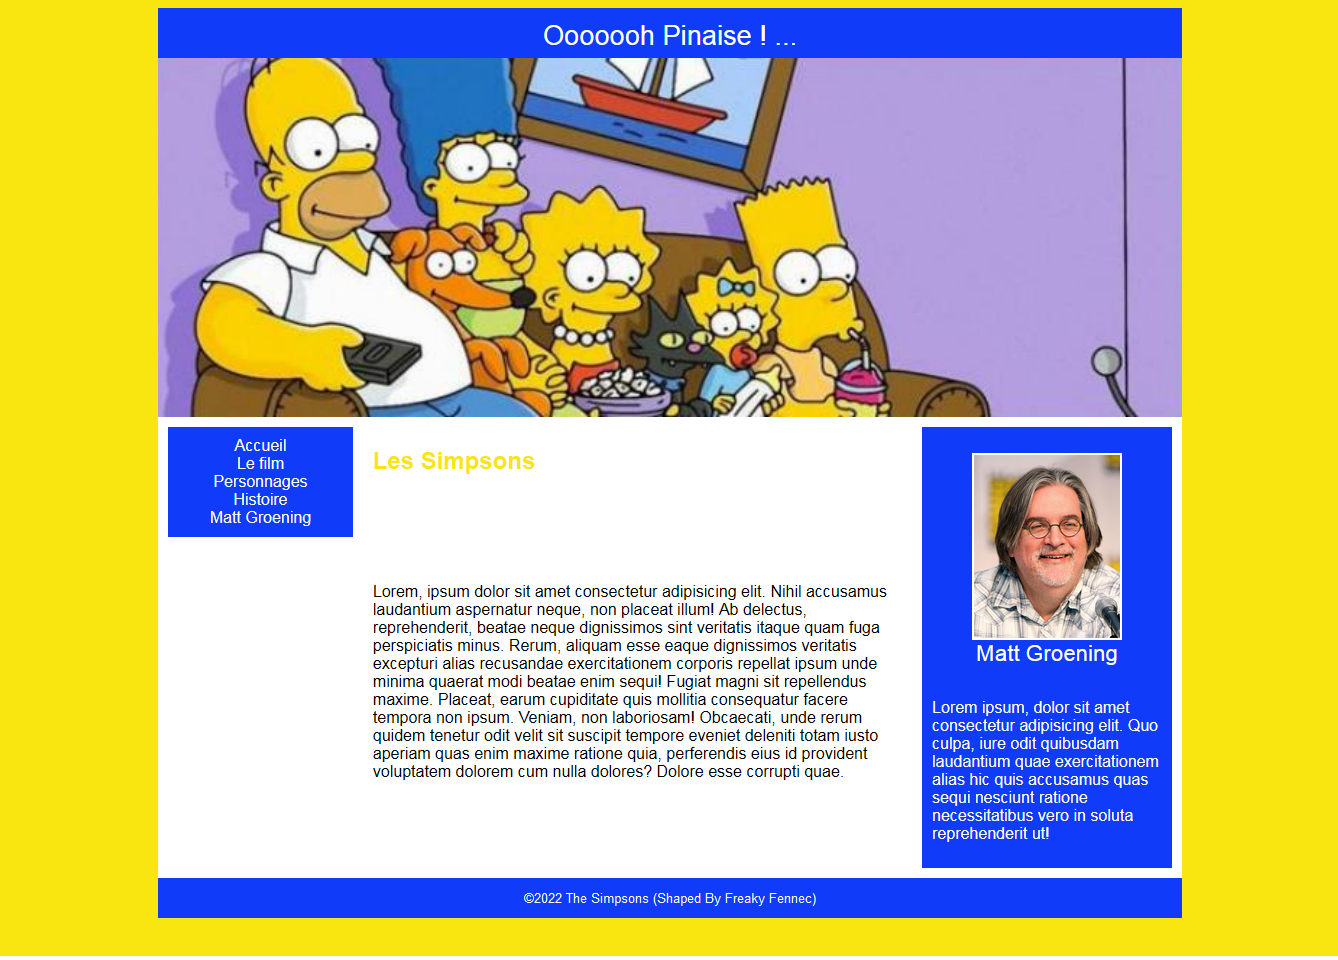 Ooooooh Pinaise ! ...
Accueil
Le film
Personnages
Histoire
Matt Groening
Les Simpsons
Lorem, ipsum dolor sit amet consectetur adipisicing elit. Nihil accusamus
laudantium aspernatur neque, non placeat illum! Ab delectus,
reprehenderit, beatae neque dignissimos sint veritatis itaque quam fuga
perspiciatis minus. Rerum, aliquam esse eaque dignissimos veritatis
excepturi alias recusandae exercitationem corporis repellat ipsum unde
minima quaerat modi beatae enim sequi! Fugiat magni sit repellendus
maxime. Placeat, earum cupiditate quis mollitia consequatur facere
tempora non ipsum. Veniam, non laboriosam! Obcaecati, unde rerum
quidem tenetur odit velit sit suscipit tempore eveniet deleniti totam iusto
aperiam quas enim maxime ratione quia, perferendis eius id provident
voluptatem dolorem cum nulla dolores? Dolore esse corrupti quae.
Matt Groening
Lorem ipsum, dolor sit amet
consectetur adipisicing elit. Quo
culpa, iure odit quibusdam
laudantium quae exercitationem
alias hic quis accusamus quas
sequi nesciunt ratione
necessitatibus vero in soluta
reprehenderit ut!
©2022 The Simpsons (Shaped By Freaky Fennec)